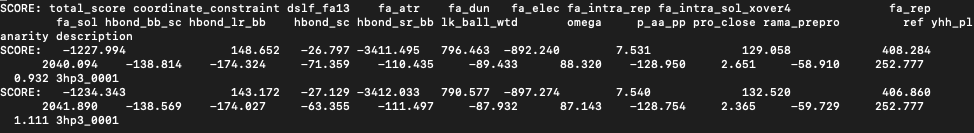 SCORE: total_score coordinate_constraint dslf_fa13 fa_atr fa_dun fa_elec fa_intra_rep fa_intra_sol_xover4 fa_rep
fa_sol hbond_bb_sc hbond_lr_bb hbond_sc hbond_sr_bb lk_ball_wtd omega p_aa_pp pro_close rama_prepro ref yhh_pl
anarity description
SCORE: -1227.994 148.652 -26.797 -3411.495 796.463 -892.240 7.531 129.058 408.284
2040.094 -138.814 -174.324 -71.359 -110.435 -89.433 88.320 -128.950 2.651 -58.910 252.777
0.932 3hp3_0001
SCORE: -1234.343 143.172 -27.129 -3412.033 790.577 -897.274 7.540 132.520 406.860
2041.890 -138.569 -174.027 -63.355 -111.497 -87.932 87.143 -128.754 2.365 -59.729 252.777
1.111 3hp3_0001